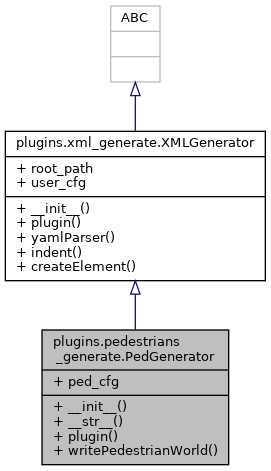 ABC
plugins.xml_generate.XMLGenerator
+ root_path
+ user_cfg
+ __init__()
+ plugin()
+ yamlParser()
+ indent()
+ createElement()
plugins.pedestrians
_generate.PedGenerator
+ ped_cfg
+ __init__()
+ __str__()
+ plugin()
+ writePedestrianWorld()